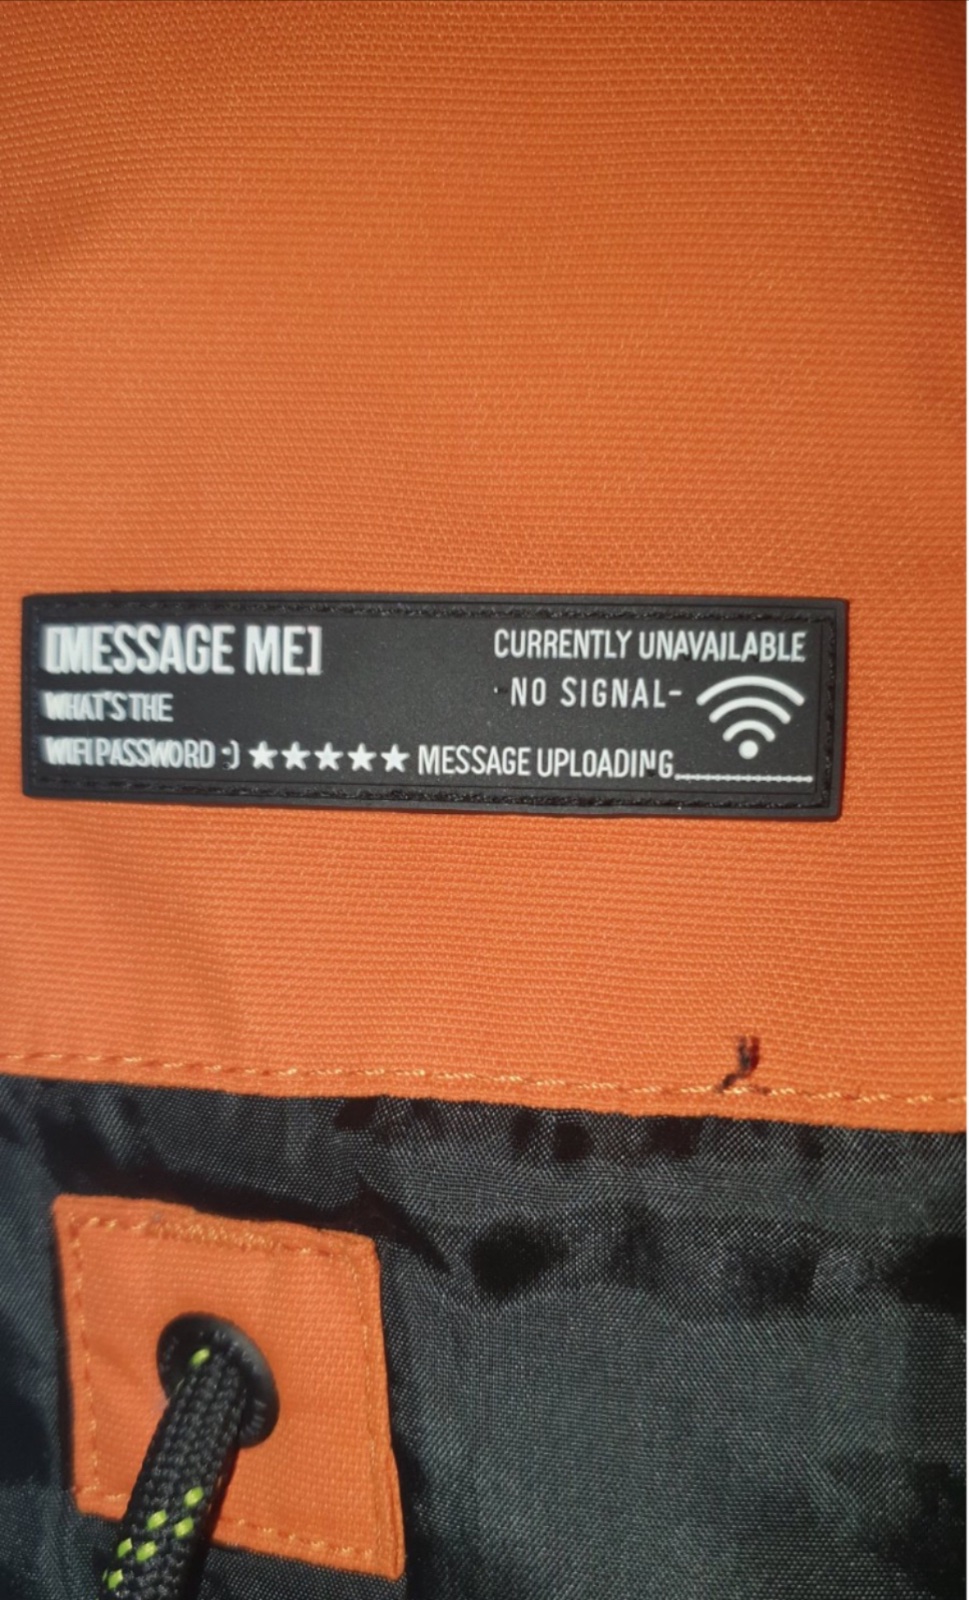 [MESSAGE ME]
CURRENTLY UNAVAILABLE
WHAT'S THE
· NO SIGNAL-
WIFI PASSWORD :) ★★★★★ MESSAGE UPLOADING